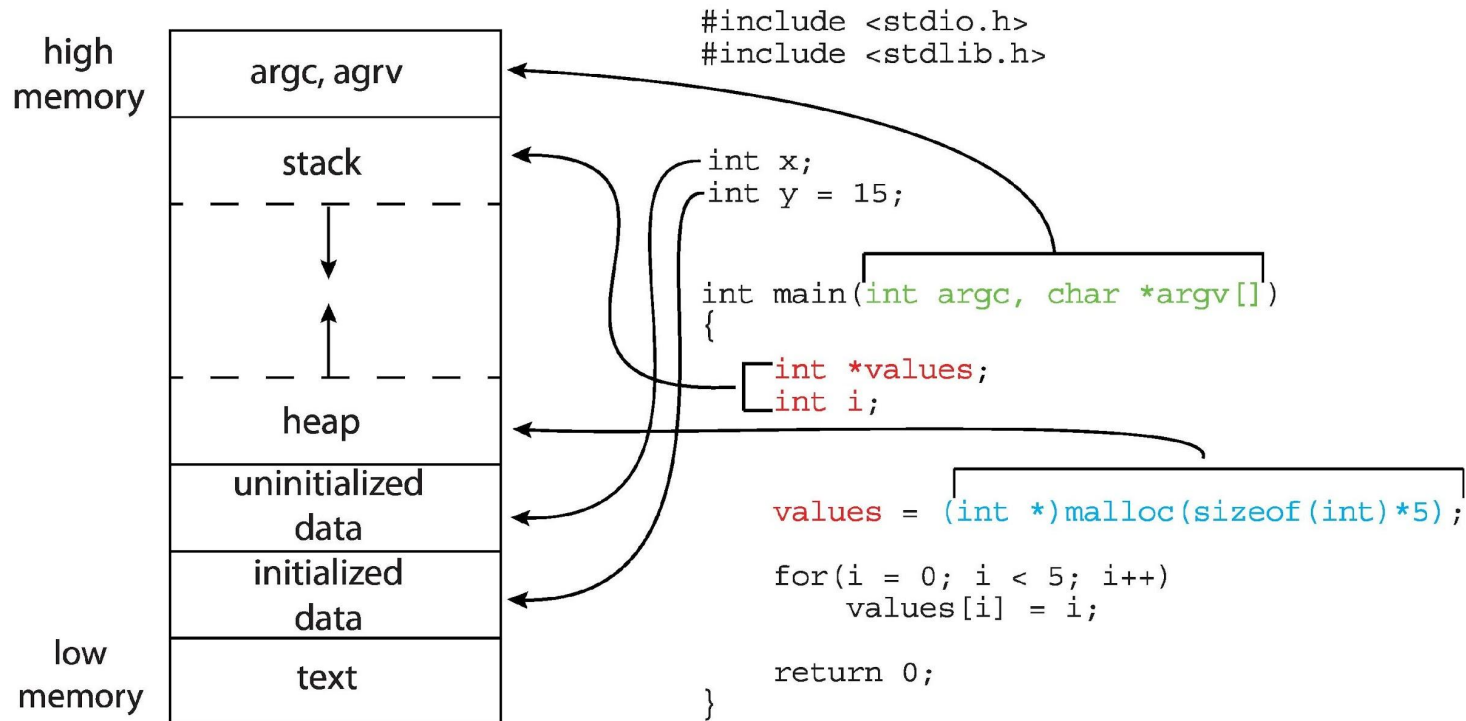 high
memory
argc, agrv
stack
heap
uninitialized
data
initialized
data
low
memory
text
#include <stdio.h>
#include <stdlib.h>
int x;
int y = 15;
int main(int argc, char *argv[])
{
int *values;
int i;
values = (int *)malloc(sizeof(int)*5);
for(i = 0; i < 5; i++)
values[i] = i;
return 0;
}